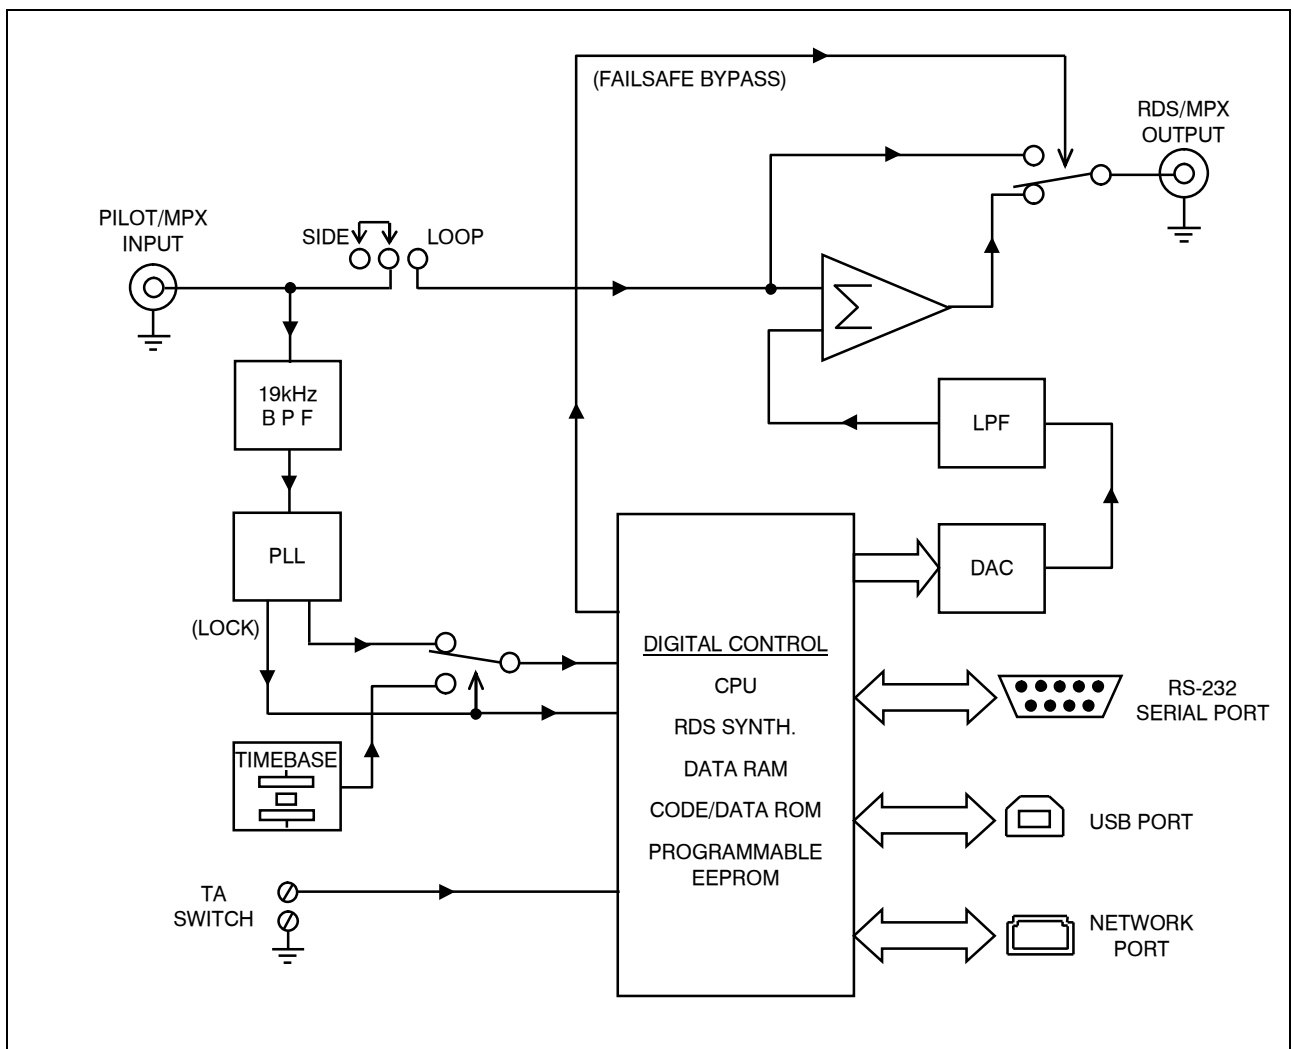 (FAILSAFE BYPASS)
RDS/MPX
OUTPUT
PILOT/MPX
INPUT
SIDE
LOOP
19kHz
B P F
LPF
PLL
DAC
(LOCK)
DIGITAL CONTROL
CPU
RDS SYNTH.
DATA RAM
CODE/DATA ROM
PROGRAMMABLE
EEPROM
RS-232
SERIAL PORT
TIMEBASE
USB PORT
TA
SWITCH
NETWORK
PORT